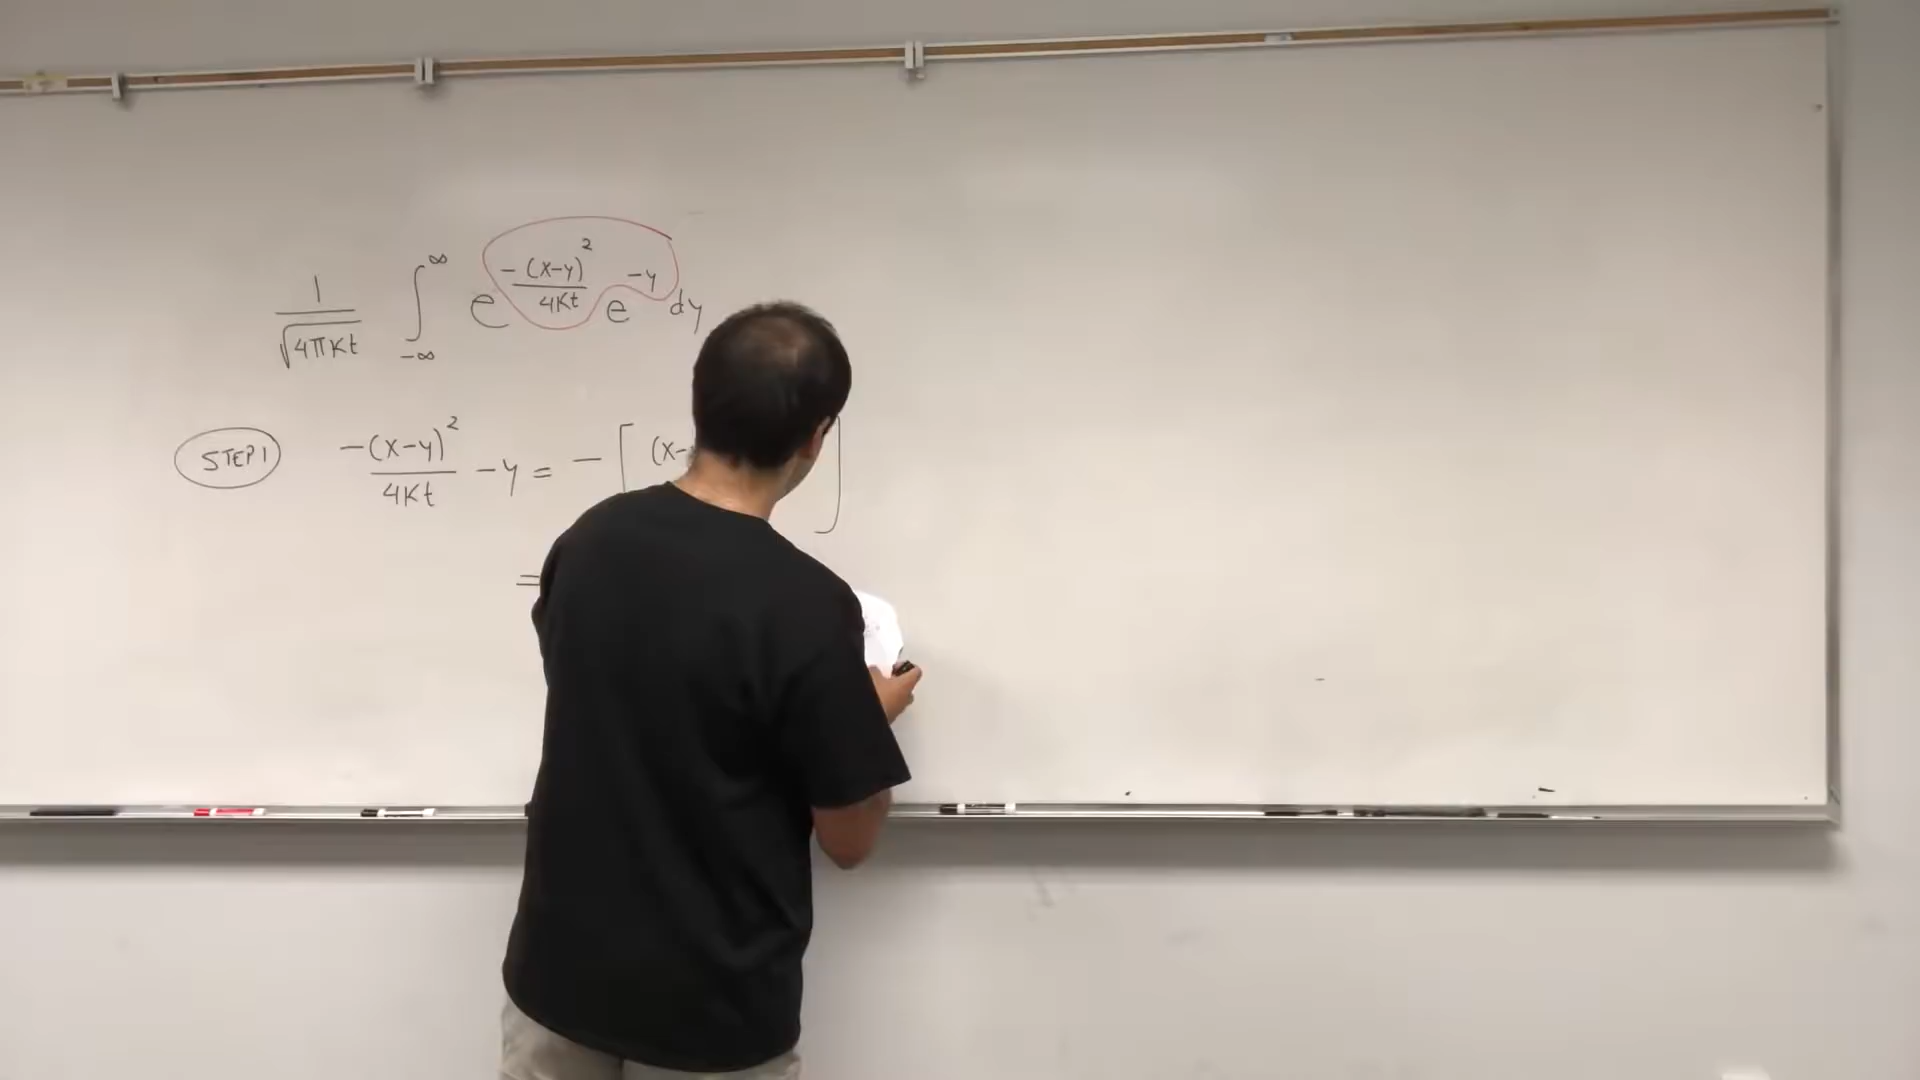 1/√4πKt ∫_{-∞}^{∞} e^{-(x-y)²/4Kt} e^{-y} dy
STEP 1 -(x-y)²/4Kt -y = -[(x- ]
=